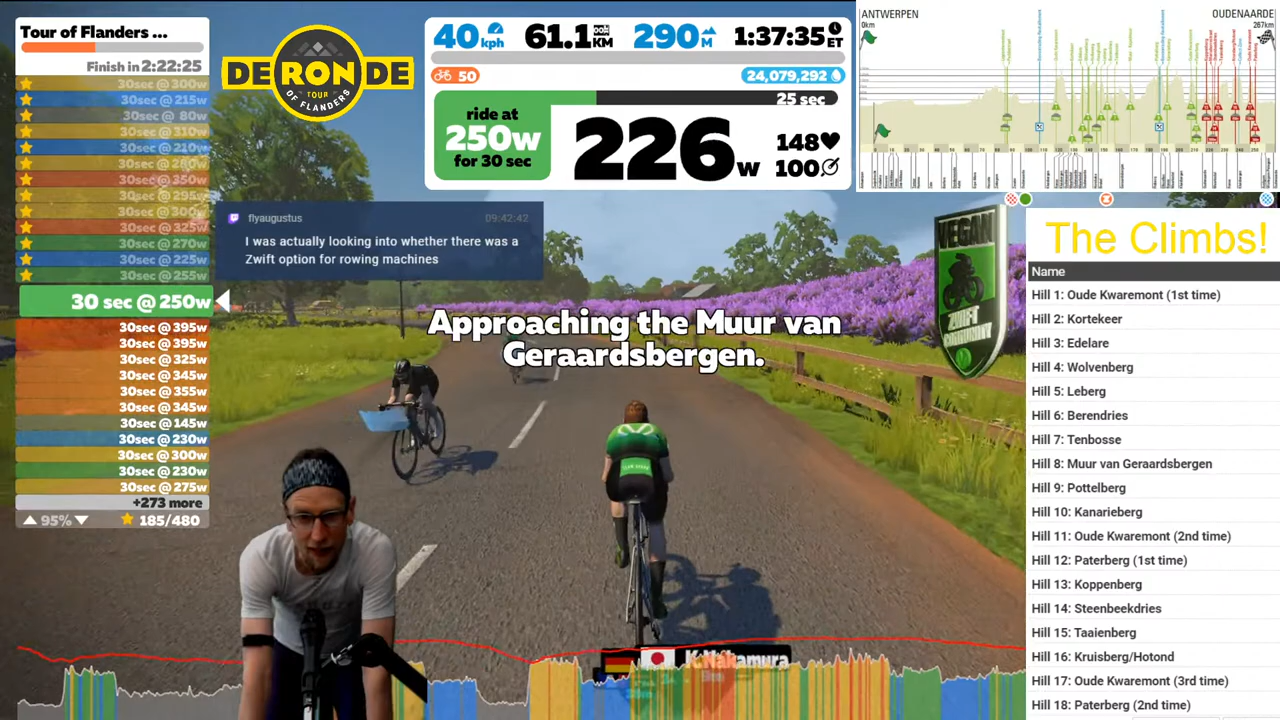 Tour of Flanders ...
Finish in 2:22:25
30sec @ 300w
30sec @ 215w
30sec @ 80w
30sec @ 310w
30sec @ 210w
30sec @ 280w
30sec @ 350w
30sec @ 295w
30sec @ 300w
30sec @ 325w
30sec @ 270w
30sec @ 225w
30sec @ 255w
30 sec @ 250w
30sec @ 395w
30sec @ 395w
30sec @ 325w
30sec @ 345w
30sec @ 355w
30sec @ 345w
30sec @ 145w
30sec @ 230w
30sec @ 300w
30sec @ 230w
30sec @ 275w
+273 more
95% 185/480
DE RONDE
TOUR
OF FLANDERS
40 kph 61.1 KM 290 M 1:37:35 ET
50 24,079,292
25 sec
ride at
250w
for 30 sec
226w
148
100
flyaugustus 09:42:42
I was actually looking into whether there was a
Zwift option for rowing machines
Approaching the Muur van
Geraardsbergen.
VEGAN
ZWIFT
COMMUNITY
K.Nakamura
ANTWERPEN
0km
OUDENAARDE
267km
The Climbs!
Name
Hill 1: Oude Kwaremont (1st time)
Hill 2: Kortekeer
Hill 3: Edelare
Hill 4: Wolvenberg
Hill 5: Leberg
Hill 6: Berendries
Hill 7: Tenbosse
Hill 8: Muur van Geraardsbergen
Hill 9: Pottelberg
Hill 10: Kanarieberg
Hill 11: Oude Kwaremont (2nd time)
Hill 12: Paterberg (1st time)
Hill 13: Koppenberg
Hill 14: Steenbeekdries
Hill 15: Taaienberg
Hill 16: Kruisberg/Hotond
Hill 17: Oude Kwaremont (3rd time)
Hill 18: Paterberg (2nd time)